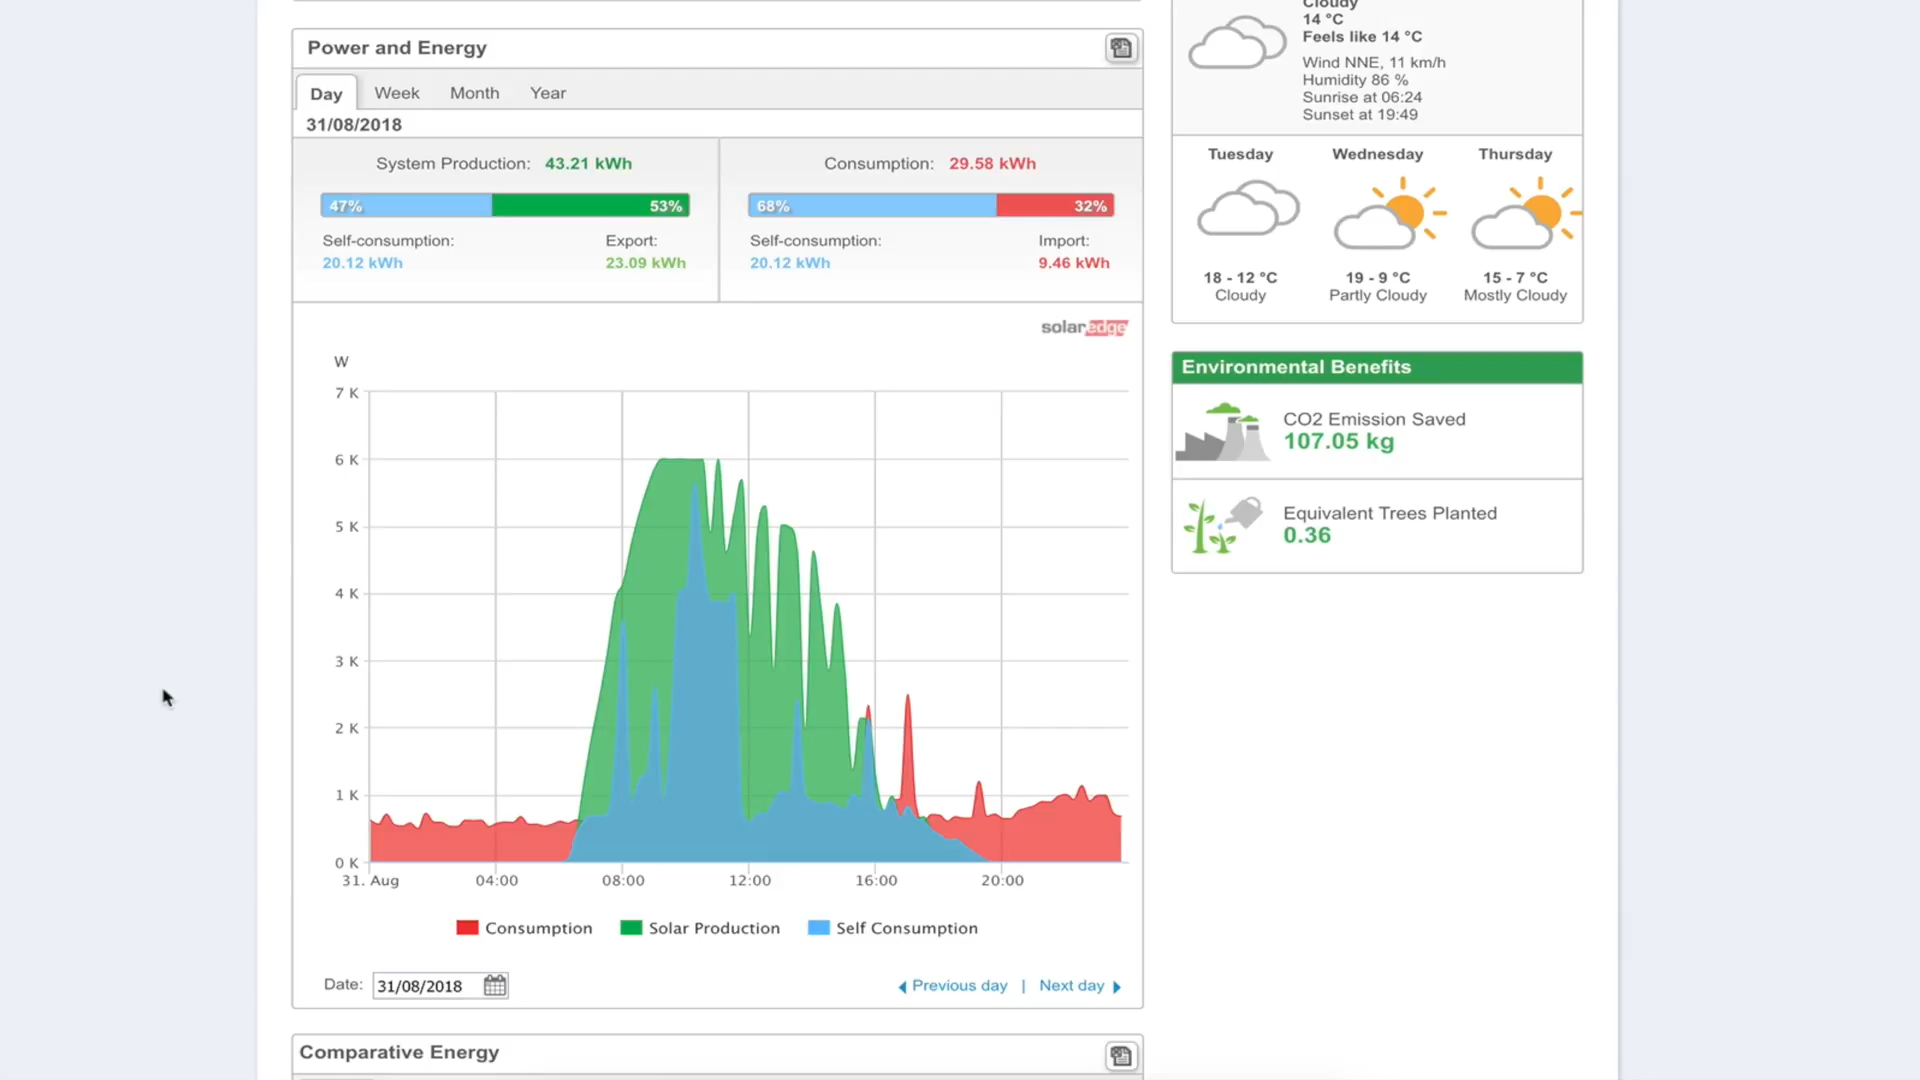 Power and Energy
Day Week Month Year
31/08/2018
System Production: 43.21 kWh
47% 53%
Self-consumption: Export:
20.12 kWh 23.09 kWh
Consumption: 29.58 kWh
68% 32%
Self-consumption: Import:
20.12 kWh 9.46 kWh
solaredge
W
7 K
6 K
5 K
4 K
3 K
2 K
1 K
0 K
31. Aug 04:00 08:00 12:00 16:00 20:00
Consumption Solar Production Self Consumption
Date: 31/08/2018 Previous day | Next day
Comparative Energy
Cloudy
14 °C
Feels like 14 °C
Wind NNE, 11 km/h
Humidity 86 %
Sunrise at 06:24
Sunset at 19:49
Tuesday Wednesday Thursday
18 - 12 °C 19 - 9 °C 15 - 7 °C
Cloudy Partly Cloudy Mostly Cloudy
Environmental Benefits
CO2 Emission Saved
107.05 kg
Equivalent Trees Planted
0.36